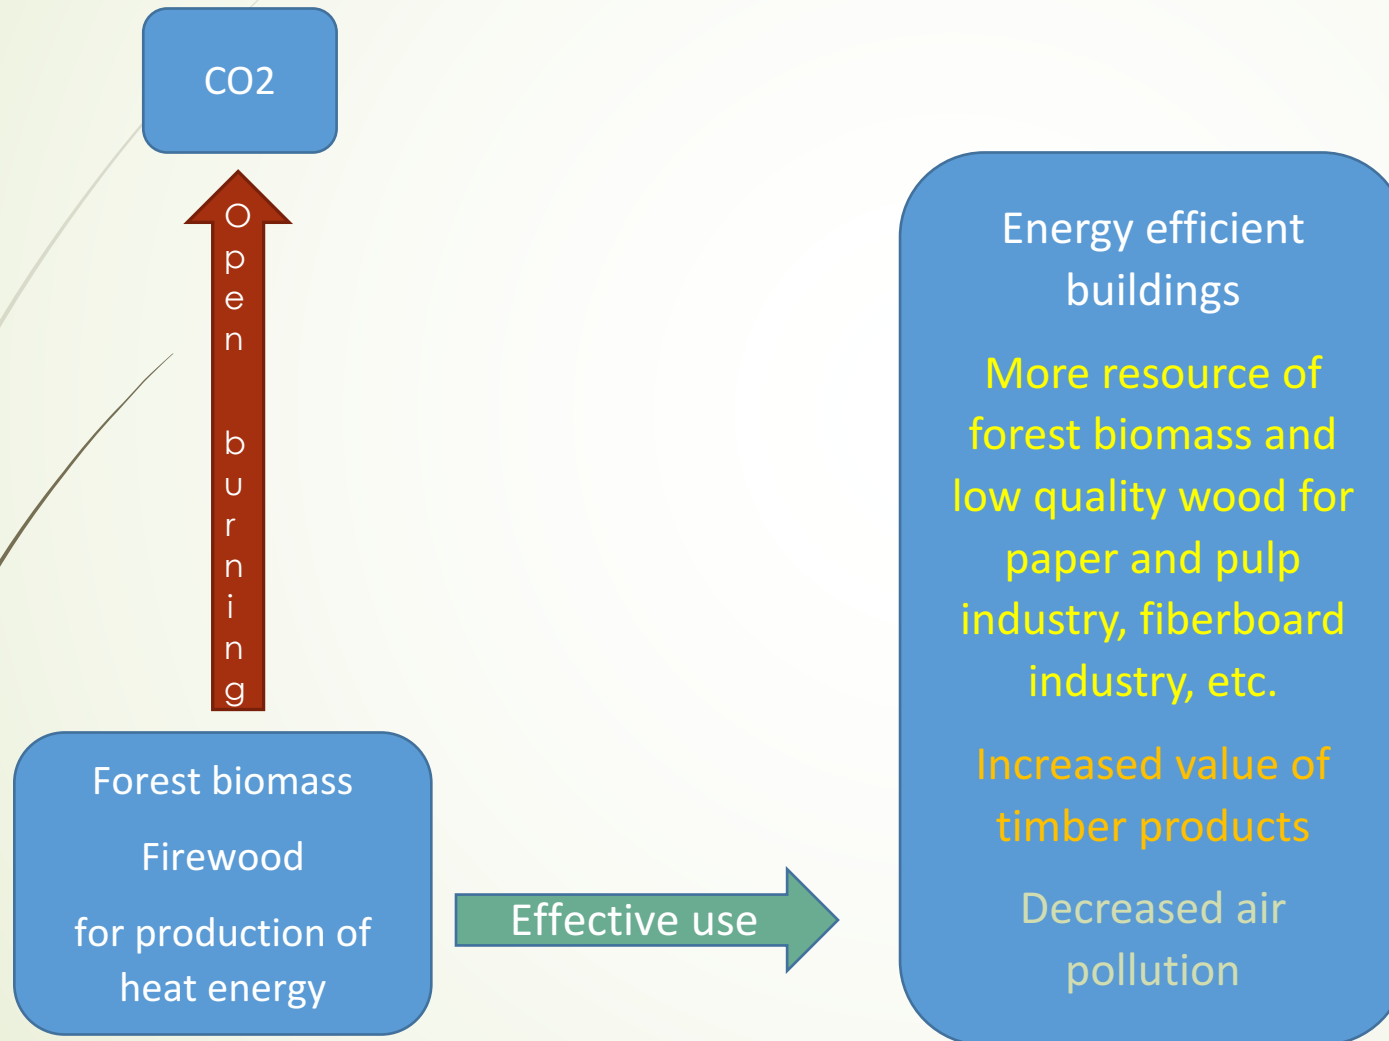 CO2
Open burning
Forest biomass
Firewood
for production of
heat energy
Effective use
Energy efficient
buildings
More resource of
forest biomass and
low quality wood for
paper and pulp
industry, fiberboard
industry, etc.
Increased value of
timber products
Decreased air
pollution